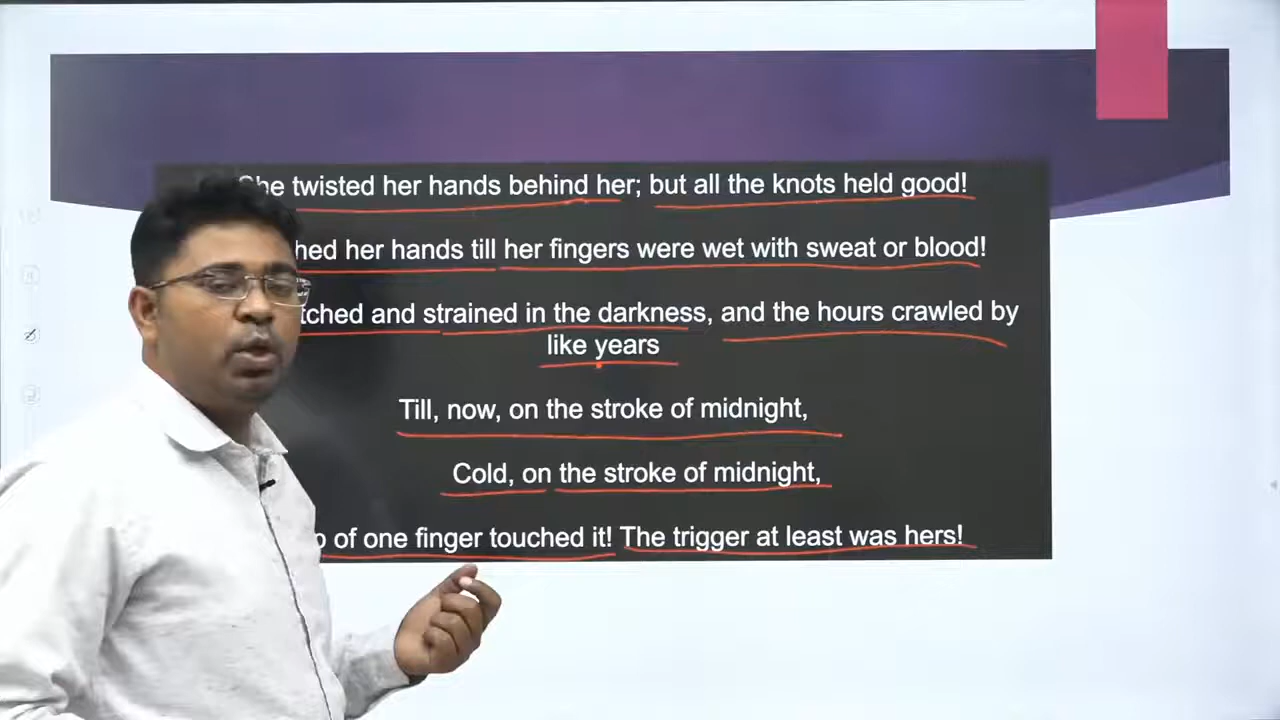 She twisted her hands behind her; but all the knots held good!
her hands till her fingers were wet with sweat or blood!
and strained in the darkness, and the hours crawled by
like years
Till, now, on the stroke of midnight,
Cold, on the stroke of midnight,
of one finger touched it! The trigger at least was hers!